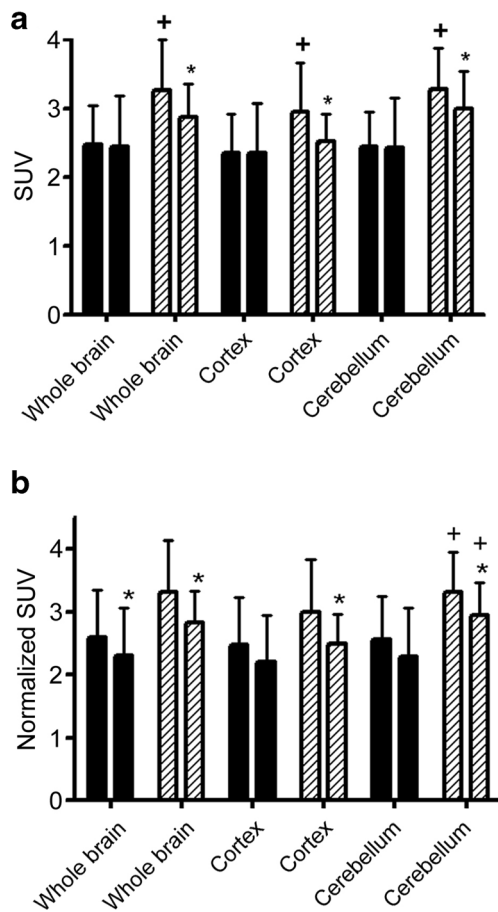 a
SUV
4
3
2
1
0
+
*
+
*
+
*
Whole brain
Whole brain
Cortex
Cortex
Cerebellum
Cerebellum
b
Normalized SUV
4
3
2
1
0
*
*
*
+
+
*
Whole brain
Whole brain
Cortex
Cortex
Cerebellum
Cerebellum